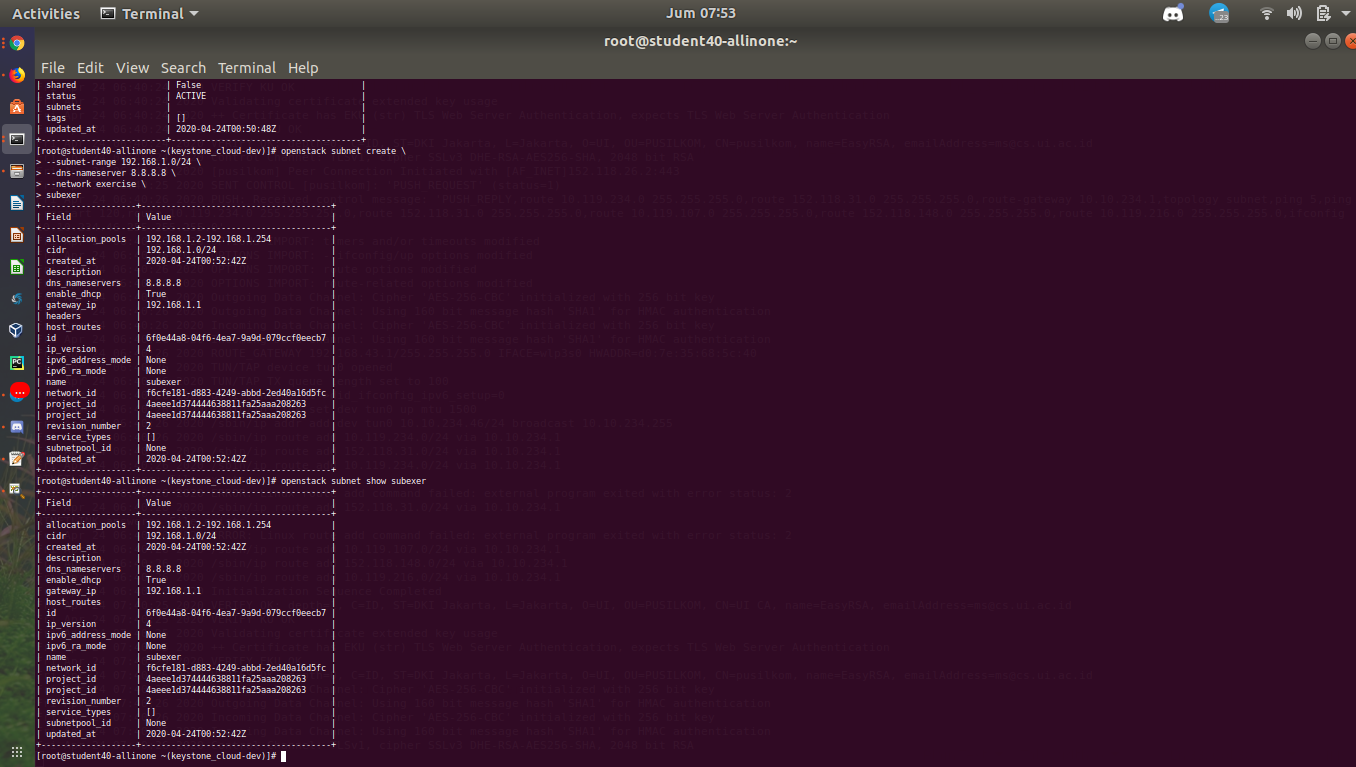 Activities Terminal Jum 07:53
root@student40-allinone:~
File Edit View Search Terminal Help
| shared | False |
| status | ACTIVE |
| subnets | |
| tags | [] |
| updated_at | 2020-04-24T00:50:48Z |
+-------------------------+--------------------------------------+
[root@student40-allinone ~(keystone_cloud-dev)]# openstack subnet create \
> --subnet-range 192.168.1.0/24 \
> --dns-nameserver 8.8.8.8 \
> --network exercise \
> subexer
+-------------------+--------------------------------------+
| Field | Value |
+-------------------+--------------------------------------+
| allocation_pools | 192.168.1.2-192.168.1.254 |
| cidr | 192.168.1.0/24 |
| created_at | 2020-04-24T00:52:42Z |
| description | |
| dns_nameservers | 8.8.8.8 |
| enable_dhcp | True |
| gateway_ip | 192.168.1.1 |
| headers | |
| host_routes | |
| id | 6f0e44a8-04f6-4ea7-9a9d-079ccf0eecb7 |
| ip_version | 4 |
| ipv6_address_mode | None |
| ipv6_ra_mode | None |
| name | subexer |
| network_id | f6cfe181-d883-4249-abbd-2ed40a16d5fc |
| project_id | 4aeee1d374444638811fa25aaa208263 |
| project_id | 4aeee1d374444638811fa25aaa208263 |
| revision_number | 2 |
| service_types | [] |
| subnetpool_id | None |
| updated_at | 2020-04-24T00:52:42Z |
+-------------------+--------------------------------------+
[root@student40-allinone ~(keystone_cloud-dev)]# openstack subnet show subexer
+-------------------+--------------------------------------+
| Field | Value |
+-------------------+--------------------------------------+
| allocation_pools | 192.168.1.2-192.168.1.254 |
| cidr | 192.168.1.0/24 |
| created_at | 2020-04-24T00:52:42Z |
| description | |
| dns_nameservers | 8.8.8.8 |
| enable_dhcp | True |
| gateway_ip | 192.168.1.1 |
| host_routes | |
| id | 6f0e44a8-04f6-4ea7-9a9d-079ccf0eecb7 |
| ip_version | 4 |
| ipv6_address_mode | None |
| ipv6_ra_mode | None |
| name | subexer |
| network_id | f6cfe181-d883-4249-abbd-2ed40a16d5fc |
| project_id | 4aeee1d374444638811fa25aaa208263 |
| project_id | 4aeee1d374444638811fa25aaa208263 |
| revision_number | 2 |
| service_types | [] |
| subnetpool_id | None |
| updated_at | 2020-04-24T00:52:42Z |
+-------------------+--------------------------------------+
[root@student40-allinone ~(keystone_cloud-dev)]#